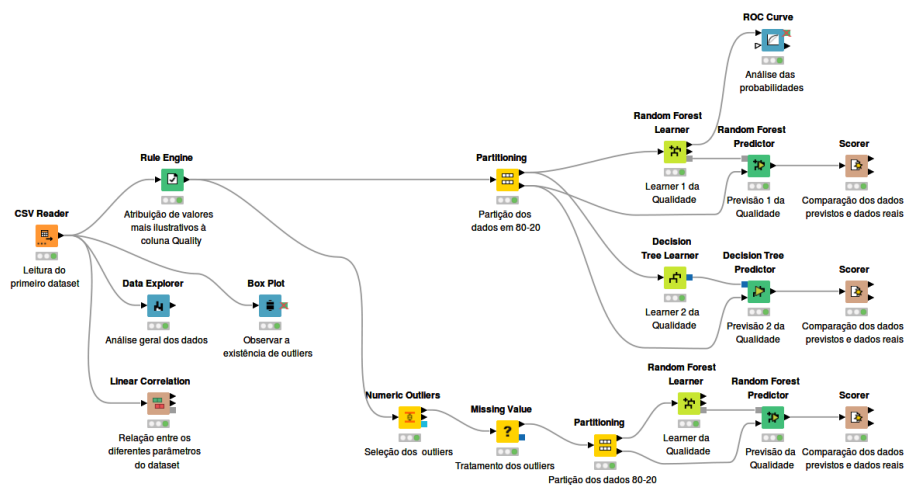 ROC Curve
Análise das
probabilidades
Random Forest
Learner
Learner 1 da
Qualidade
Random Forest
Predictor
Previsão 1 da
Qualidade
Scorer
Comparação dos dados
previstos e dados reais
Rule Engine
Atribuição de valores
mais ilustrativos à
coluna Quality
Partitioning
Partição dos
dados em 80-20
CSV Reader
Leitura do
primeiro dataset
Decision
Tree Learner
Learner 2 da
Qualidade
Decision Tree
Predictor
Previsão 2 da
Qualidade
Scorer
Comparação dos dados
previstos e dados reais
Data Explorer
Análise geral dos dados
Box Plot
Observar a
existência de outliers
Linear Correlation
Relação entre os
diferentes parâmetros
do dataset
Numeric Outliers
Seleção dos outliers
Missing Value
?
Tratamento dos outliers
Partitioning
Partição dos dados 80-20
Random Forest
Learner
Learner da
Qualidade
Random Forest
Predictor
Previsão da
Qualidade
Scorer
Comparação dos dados
previstos e dados reais